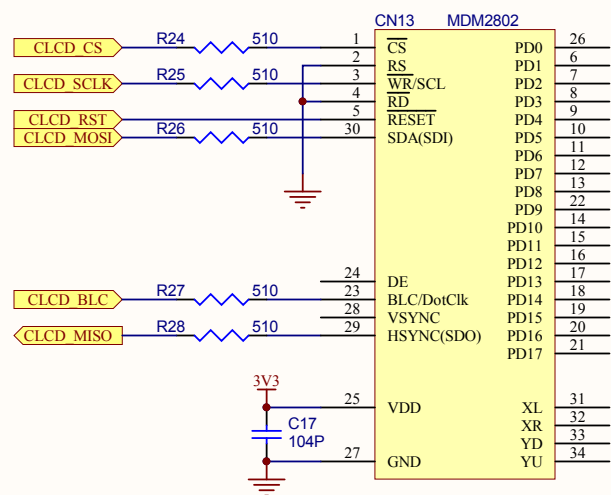 CN13 MDM2802
CLCD_CS R24 510 1 CS PD0 26
2 RS PD1 6
CLCD_SCLK R25 510 3 WR/SCL PD2 7
4 RD PD3 8
CLCD_RST 5 RESET PD4 9
CLCD_MOSI R26 510 30 SDA(SDI) PD5 10
PD6 11
PD7 12
PD8 13
PD9 22
PD10 14
PD11 15
PD12 16
24 DE PD13 17
CLCD_BLC R27 510 23 BLC/DotClk PD14 18
28 VSYNC PD15 19
CLCD_MISO R28 510 29 HSYNC(SDO) PD16 20
PD17 21
3V3
25 VDD XL 31
C17 XR 32
104P YD 33
27 GND YU 34